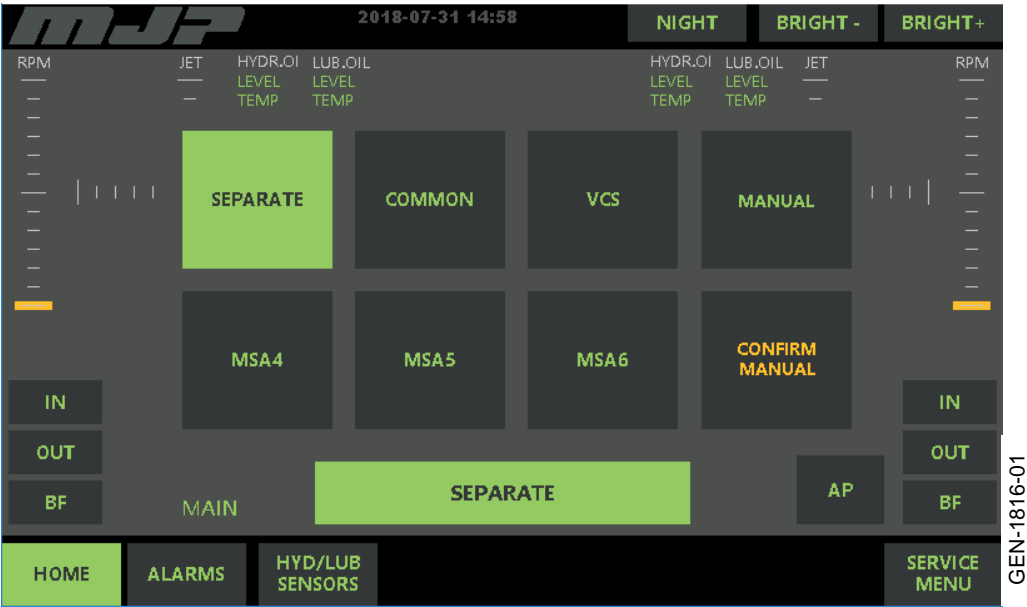 MJP 2018-07-31 14:58 NIGHT BRIGHT - BRIGHT+
RPM JET HYDR.OI LUB.OIL HYDR.OI LUB.OIL JET RPM
LEVEL LEVEL LEVEL LEVEL
TEMP TEMP TEMP TEMP
SEPARATE COMMON VCS MANUAL
MSA4 MSA5 MSA6 CONFIRM
MANUAL
IN IN
OUT OUT
BF MAIN SEPARATE AP BF
HOME ALARMS HYD/LUB
SENSORS SERVICE
MENU
GEN-1816-01